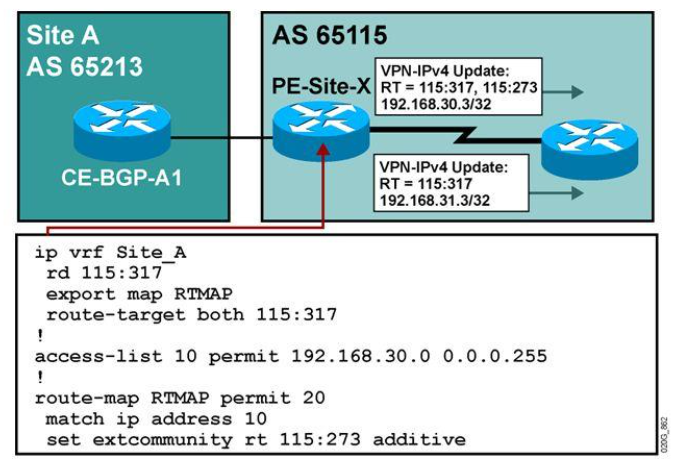 Site A
AS 65213
CE-BGP-A1
AS 65115
PE-Site-X
VPN-IPv4 Update:
RT = 115:317, 115:273
192.168.30.3/32
VPN-IPv4 Update:
RT = 115:317
192.168.31.3/32
ip vrf Site_A
rd 115:317
export map RTMAP
route-target both 115:317
!
access-list 10 permit 192.168.30.0 0.0.0.255
!
route-map RTMAP permit 20
match ip address 10
set extcommunity rt 115:273 additive
020G_862